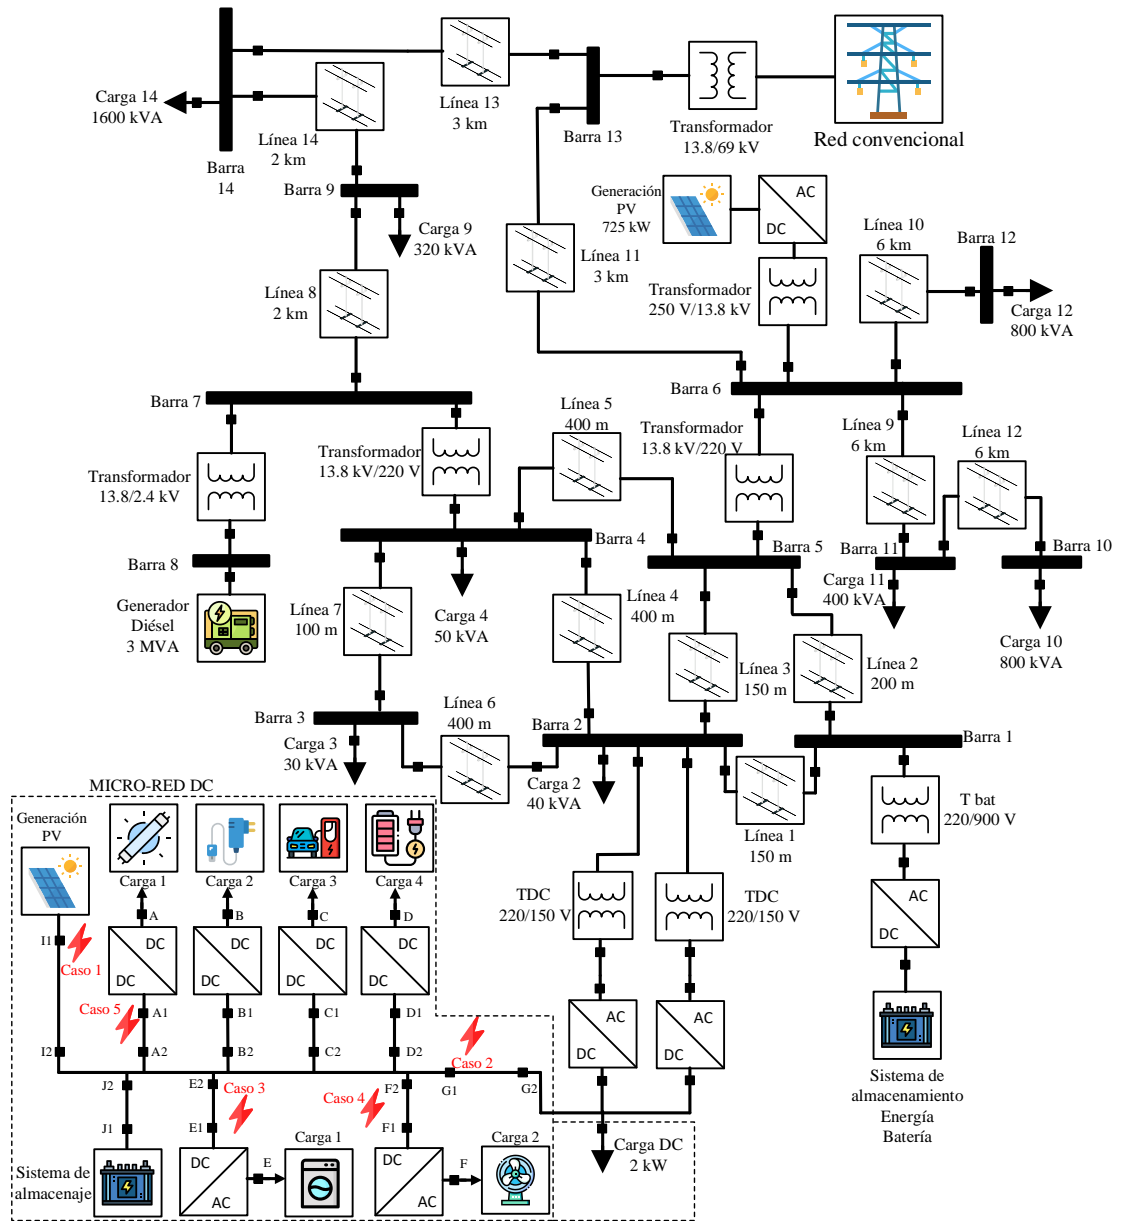 Carga 14
1600 kVA
Barra
14
Línea 13
3 km
Línea 14
2 km
Barra 13
Transformador
13.8/69 kV
Red convencional
Barra 9
Carga 9
320 kVA
Generación
PV
725 kW
AC
DC
Línea 11
3 km
Línea 10
6 km
Barra 12
Carga 12
800 kVA
Línea 8
2 km
Transformador
250 V/13.8 kV
Barra 7
Barra 6
Línea 5
400 m
Transformador
13.8 kV/220 V
Transformador
13.8 kV/220 V
Línea 9
6 km
Línea 12
6 km
Transformador
13.8/2.4 kV
Barra 4
Barra 5
Barra 11
Barra 10
Barra 8
Generador
Diésel
3 MVA
Línea 7
100 m
Carga 4
50 kVA
Línea 4
400 m
Carga 11
400 kVA
Carga 10
800 kVA
Línea 3
150 m
Línea 2
200 m
Barra 3
Línea 6
400 m
Barra 2
Barra 1
Carga 3
30 kVA
Carga 2
40 kVA
Línea 1
150 m
T bat
220/900 V
MICRO-RED DC
Generación
PV
Carga 1
Carga 2
Carga 3
Carga 4
TDC
220/150 V
TDC
220/150 V
A
B
C
D
I1
Caso 1
DC
DC
DC
DC
DC
DC
DC
DC
AC
DC
Caso 5
A1
B1
C1
D1
AC
DC
AC
DC
I2
A2
B2
C2
D2
Caso 2
G1
G2
J2
E2
Caso 3
Caso 4
F2
J1
E1
F1
Sistema de
almacenamiento
Energía
Batería
Sistema de
almacenaje
DC
AC
E
Carga 1
DC
AC
F
Carga 2
Carga DC
2 kW